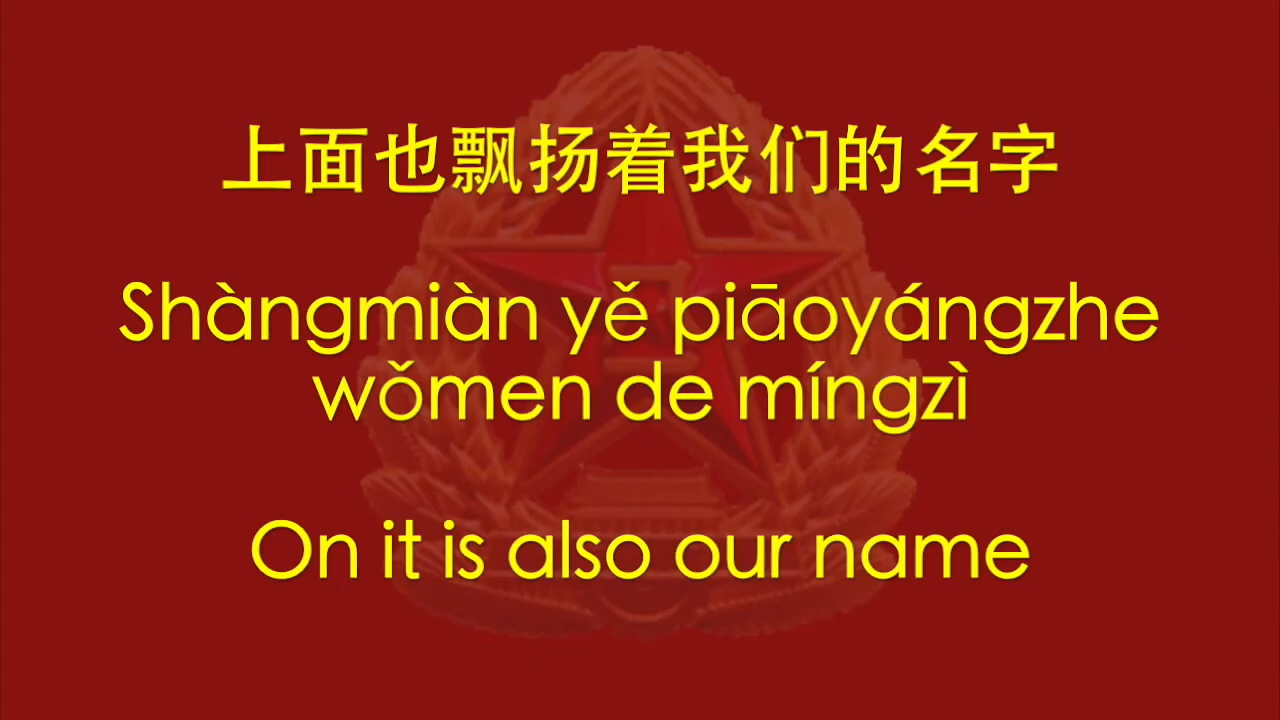 上面也飘扬着我们的名字
Shàngmiàn yě piāoyángzhe
wǒmen de míngzì
On it is also our name